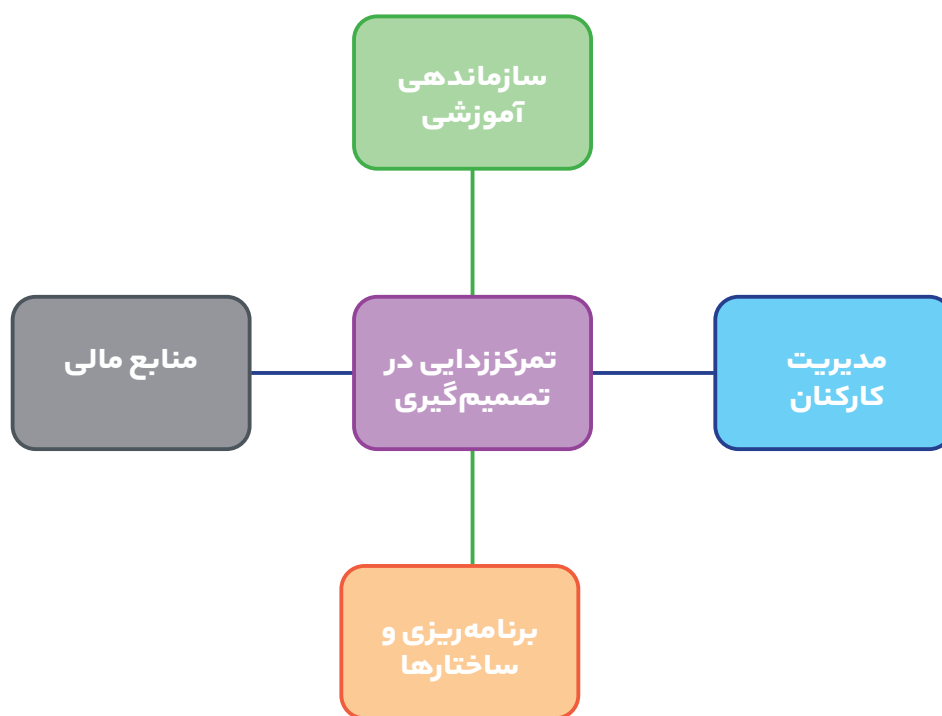 سازماندهی
آموزشی
مدیریت
کارکنان
تمرکززدایی در
تصمیم‌گیری
منابع مالی
برنامه‌ریزی و
ساختارها